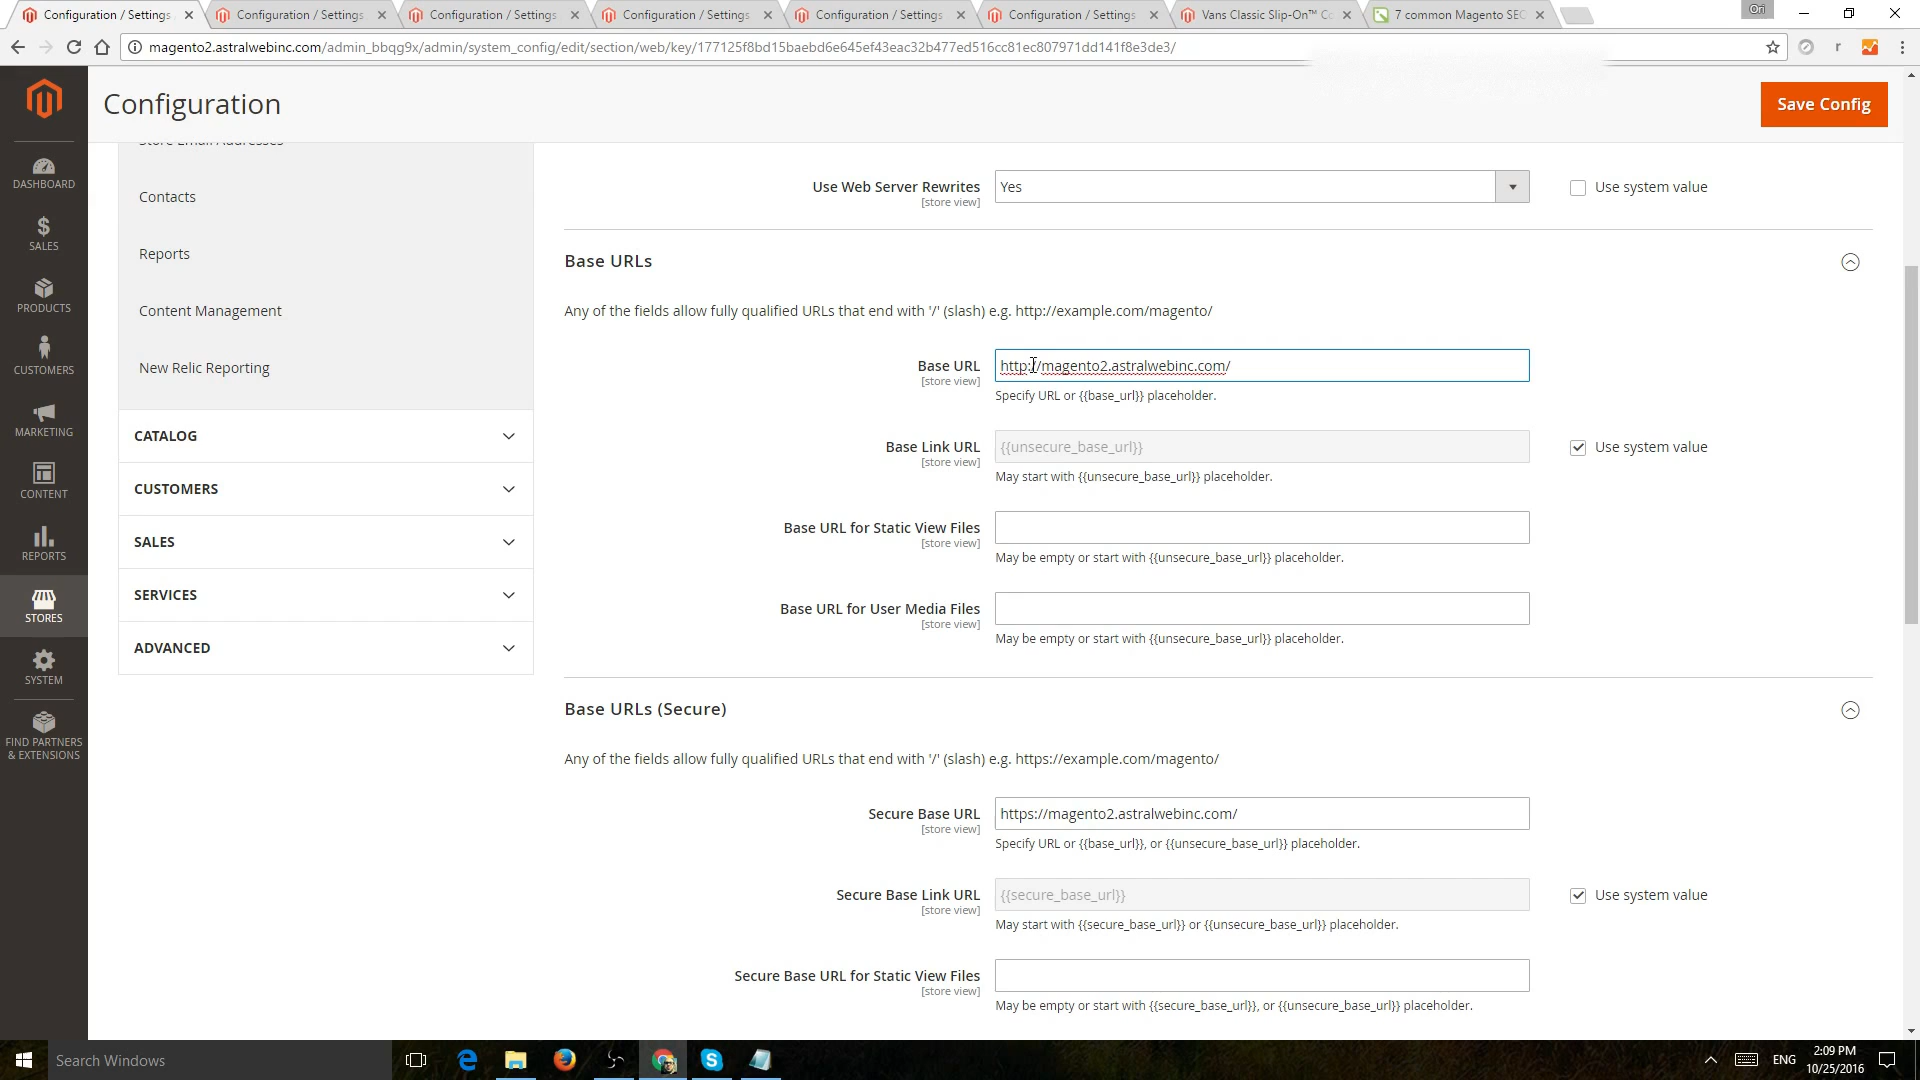 Configuration / Settings
Configuration / Settings
Configuration / Settings
Configuration / Settings
Configuration / Settings
Configuration / Settings
Vans Classic Slip-On™ Co
7 common Magento SEO
Ori
magento2.astralwebinc.com/admin_bbqg9x/admin/system_config/edit/section/web/key/177125f8bd15baebd6e645ef43eac32b477ed516cc81ec807971dd141f8e3de3/
r
Configuration
Save Config
DASHBOARD
SALES
PRODUCTS
CUSTOMERS
MARKETING
CONTENT
REPORTS
STORES
SYSTEM
FIND PARTNERS
& EXTENSIONS
Store Email Addresses
Contacts
Reports
Content Management
New Relic Reporting
CATALOG
CUSTOMERS
SALES
SERVICES
ADVANCED
Use Web Server Rewrites
[store view]
Yes
Use system value
Base URLs
Any of the fields allow fully qualified URLs that end with '/' (slash) e.g. http://example.com/magento/
Base URL
[store view]
http://magento2.astralwebinc.com/
Specify URL or {{base_url}} placeholder.
Base Link URL
[store view]
{{unsecure_base_url}}
Use system value
May start with {{unsecure_base_url}} placeholder.
Base URL for Static View Files
[store view]
May be empty or start with {{unsecure_base_url}} placeholder.
Base URL for User Media Files
[store view]
May be empty or start with {{unsecure_base_url}} placeholder.
Base URLs (Secure)
Any of the fields allow fully qualified URLs that end with '/' (slash) e.g. https://example.com/magento/
Secure Base URL
[store view]
https://magento2.astralwebinc.com/
Specify URL or {{base_url}}, or {{unsecure_base_url}} placeholder.
Secure Base Link URL
[store view]
{{secure_base_url}}
Use system value
May start with {{secure_base_url}} or {{unsecure_base_url}} placeholder.
Secure Base URL for Static View Files
[store view]
May be empty or start with {{secure_base_url}}, or {{unsecure_base_url}} placeholder.
Search Windows
ENG
2:09 PM
10/25/2016